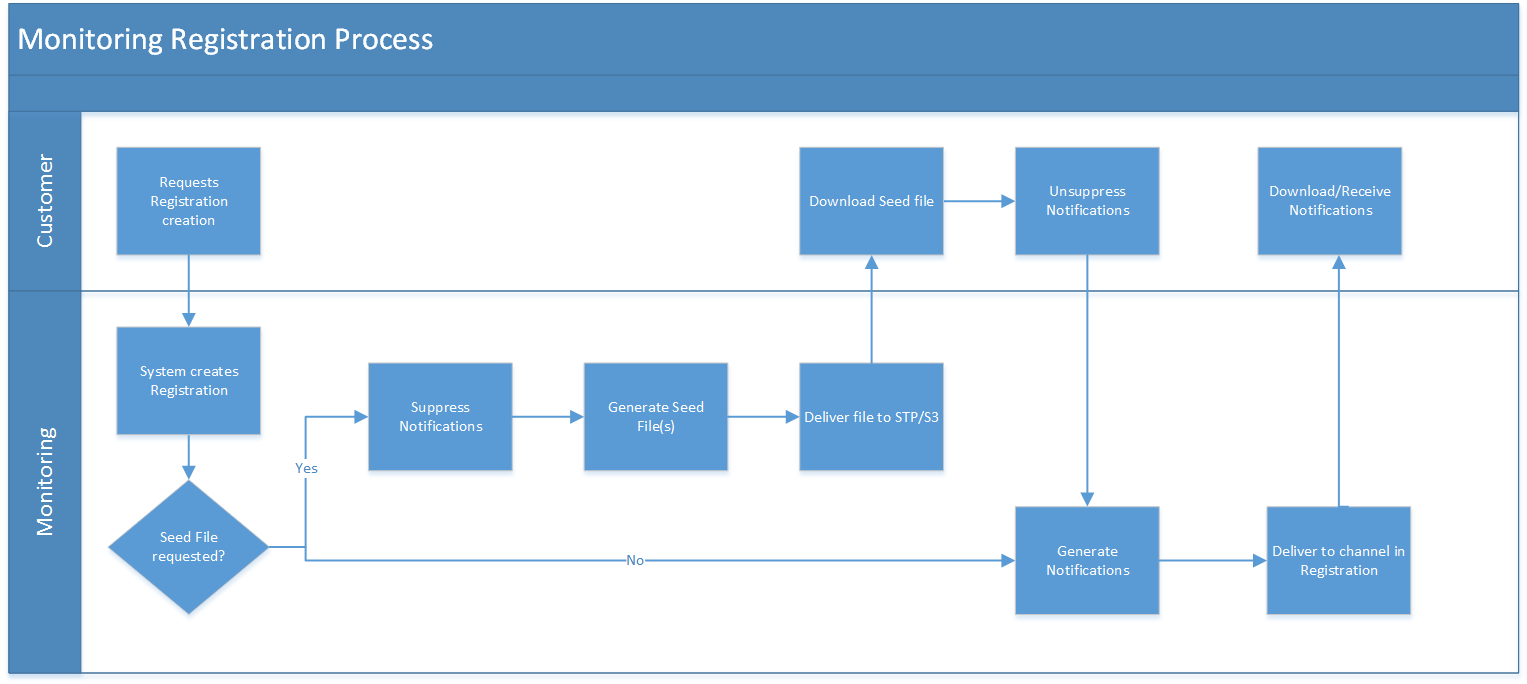 Monitoring Registration Process
Customer
Requests
Registration
creation
Download Seed file
Unsuppress
Notifications
Download/Receive
Notifications
Monitoring
System creates
Registration
Suppress
Notifications
Generate Seed
File(s)
Deliver file to STP/S3
Yes
Seed File
requested?
No
Generate
Notifications
Deliver to channel in
Registration